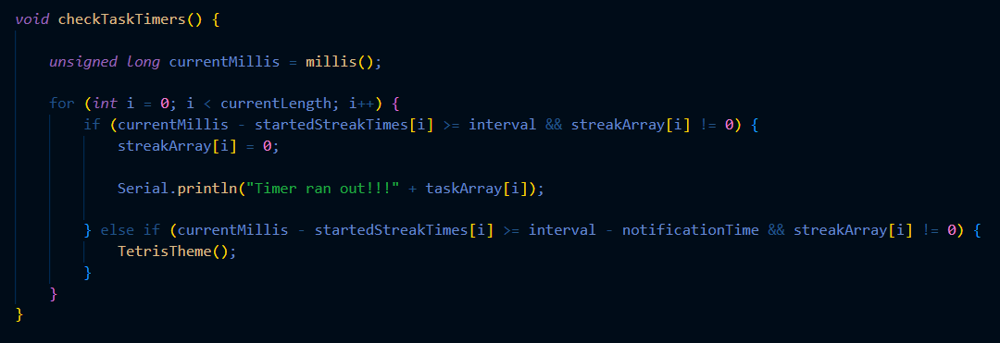 void checkTaskTimers() {
unsigned long currentMillis = millis();
for (int i = 0; i < currentLength; i++) {
if (currentMillis - startedStreakTimes[i] >= interval && streakArray[i] != 0) {
streakArray[i] = 0;
Serial.println("Timer ran out!!!" + taskArray[i]);
} else if (currentMillis - startedStreakTimes[i] >= interval - notificationTime && streakArray[i] != 0) {
TetrisTheme();
}
}
}